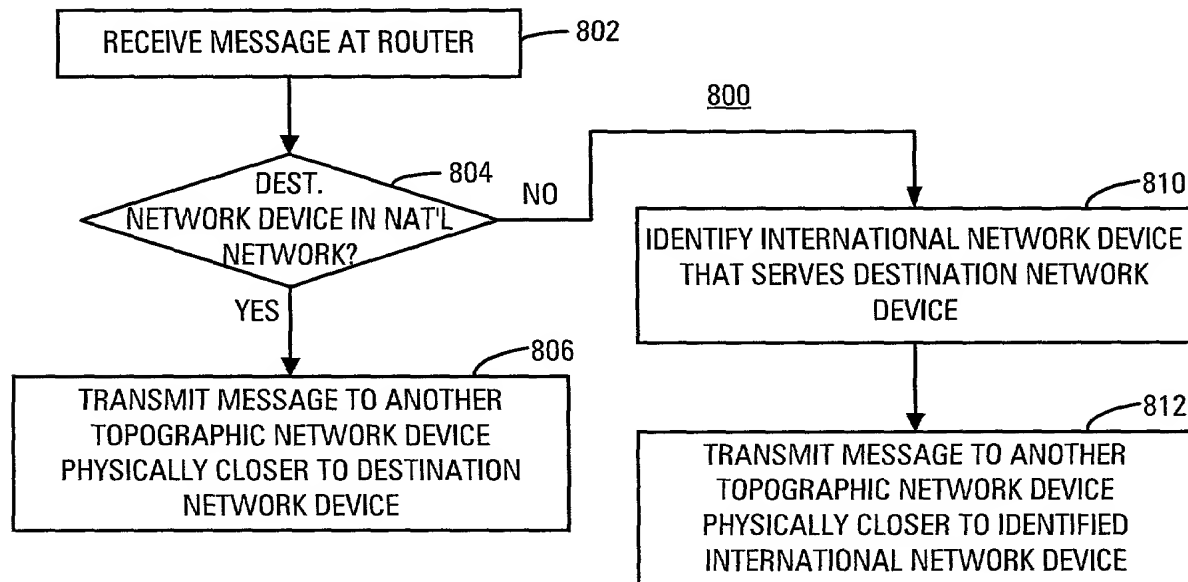 RECEIVE MESSAGE AT ROUTER
802
800
DEST.
NETWORK DEVICE IN NAT'L
NETWORK?
804
NO
YES
806
TRANSMIT MESSAGE TO ANOTHER
TOPOGRAPHIC NETWORK DEVICE
PHYSICALLY CLOSER TO DESTINATION
NETWORK DEVICE
810
IDENTIFY INTERNATIONAL NETWORK DEVICE
THAT SERVES DESTINATION NETWORK
DEVICE
812
TRANSMIT MESSAGE TO ANOTHER
TOPOGRAPHIC NETWORK DEVICE
PHYSICALLY CLOSER TO IDENTIFIED
INTERNATIONAL NETWORK DEVICE